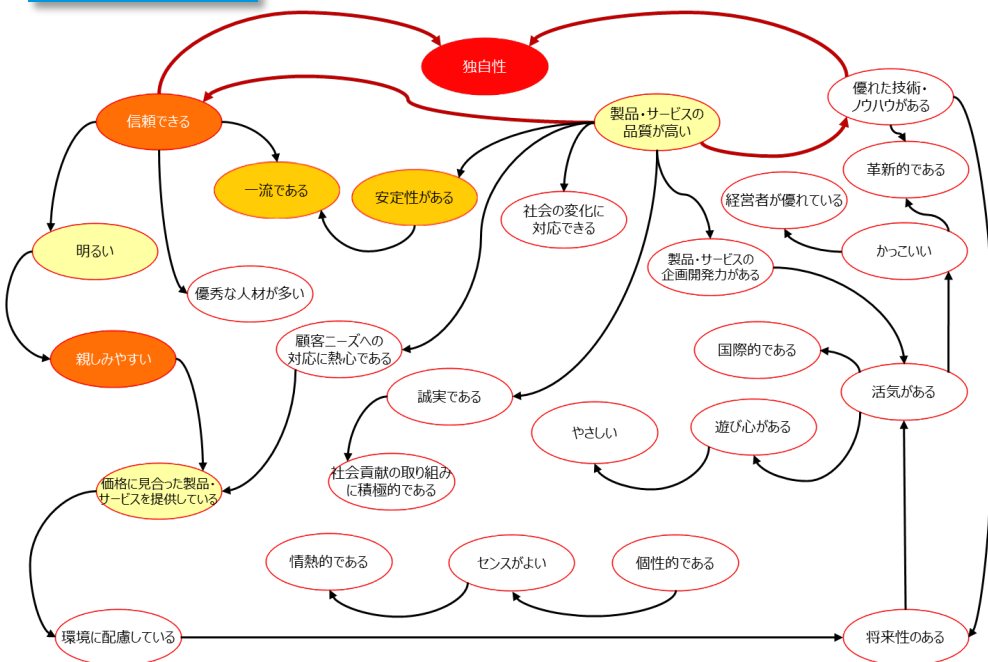 独自性
優れた技術・
ノウハウがある
信頼できる
製品・サービスの
品質が高い
革新的である
一流である
安定性がある
経営者が優れている
社会の変化に
対応できる
明るい
かっこいい
製品・サービスの
企画開発力がある
優秀な人材が多い
顧客ニーズへの
対応に熱心である
国際的である
親しみやすい
誠実である
活気がある
やさしい
遊び心がある
社会貢献の取り組み
に積極的である
価格に見合った製品・
サービスを提供している
情熱的である
センスがよい
個性的である
環境に配慮している
将来性のある